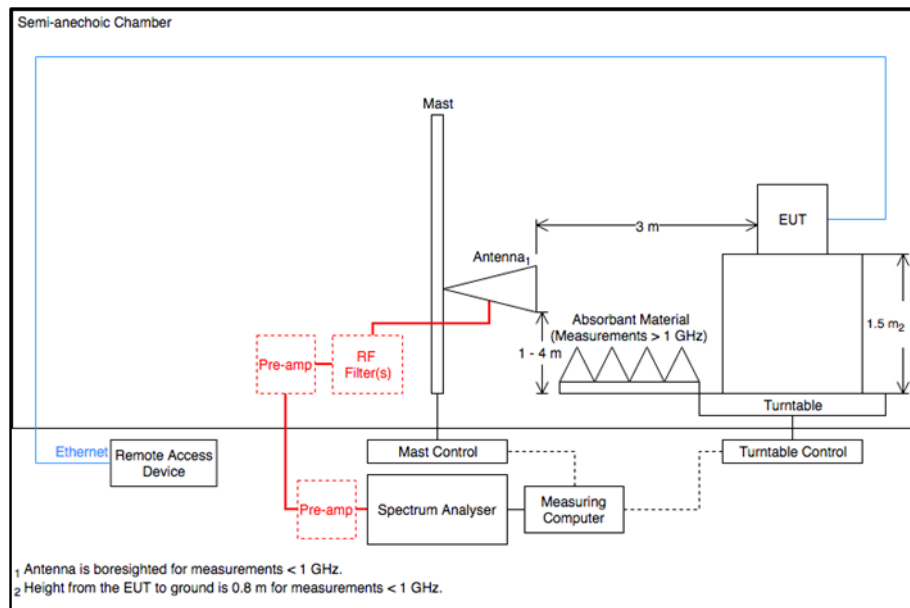 Semi-anechoic Chamber
Mast
EUT
3 m
Antenna1
Absorbant Material
(Measurements > 1 GHz)
1.5 m2
1 - 4 m
Pre-amp
RF
Filter(s)
Turntable
Ethernet
Remote Access
Device
Mast Control
Turntable Control
Pre-amp
Spectrum Analyser
Measuring
Computer
1 Antenna is boresighted for measurements < 1 GHz.
2 Height from the EUT to ground is 0.8 m for measurements < 1 GHz.